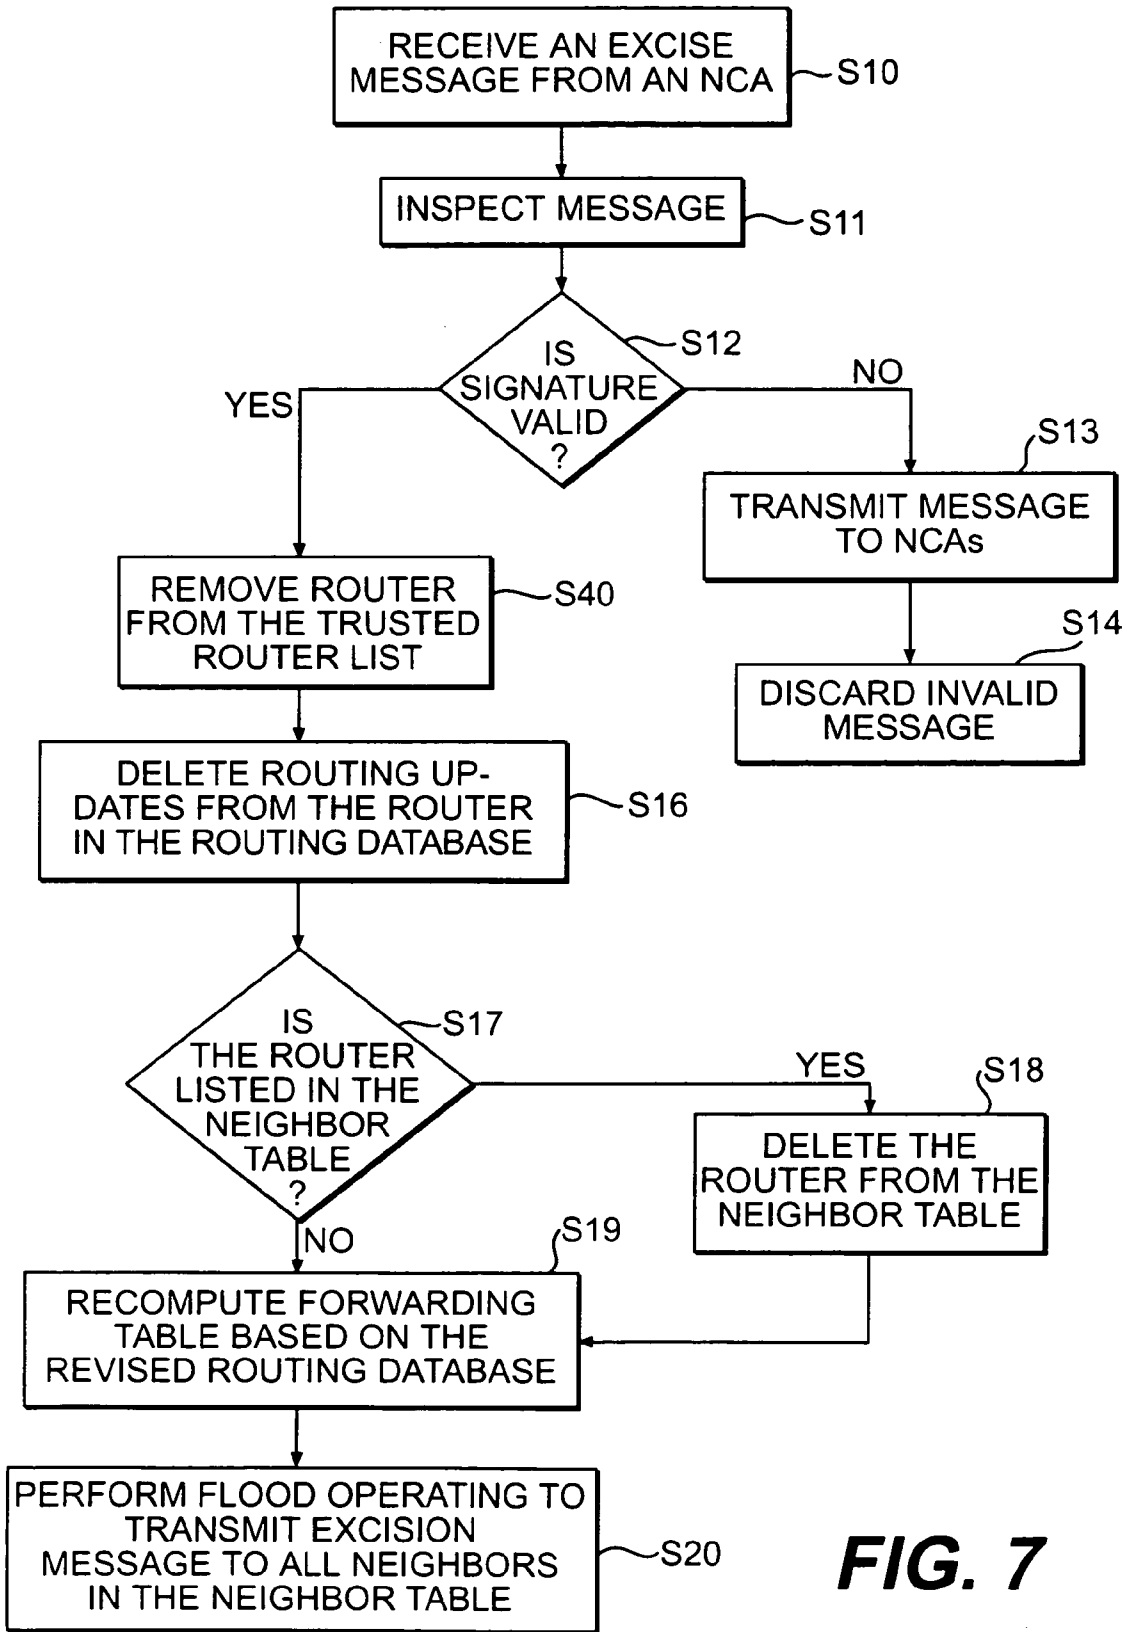 RECEIVE AN EXCISE
MESSAGE FROM AN NCA
S10
INSPECT MESSAGE
S11
IS
SIGNATURE
VALID
?
S12
YES
NO
S13
TRANSMIT MESSAGE
TO NCAs
REMOVE ROUTER
FROM THE TRUSTED
ROUTER LIST
S40
S14
DISCARD INVALID
MESSAGE
DELETE ROUTING UP-
DATES FROM THE ROUTER
IN THE ROUTING DATABASE
S16
IS
THE ROUTER
LISTED IN THE
NEIGHBOR
TABLE
?
S17
YES
S18
DELETE THE
ROUTER FROM THE
NEIGHBOR TABLE
NO
S19
RECOMPUTE FORWARDING
TABLE BASED ON THE
REVISED ROUTING DATABASE
PERFORM FLOOD OPERATING TO
TRANSMIT EXCISION
MESSAGE TO ALL NEIGHBORS
IN THE NEIGHBOR TABLE
S20
FIG. 7